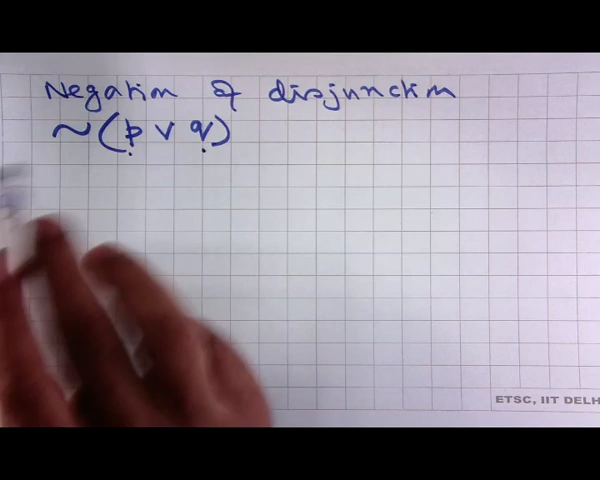 Negation of disjunction
~(p ∨ q)
ETSC, IIT DELH